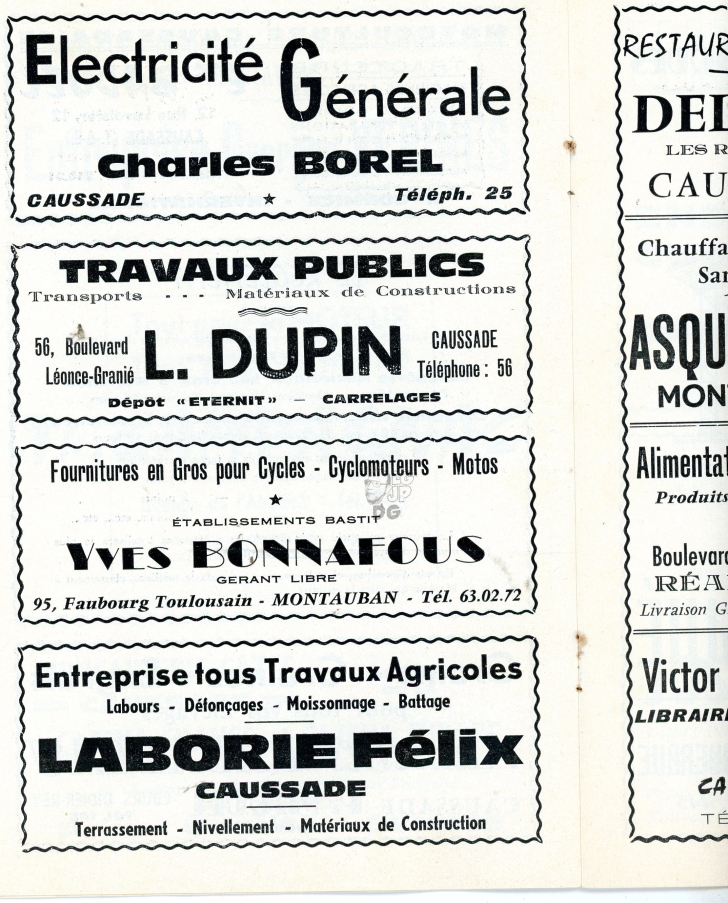 Electricité Générale
Charles BOREL
CAUSSADE ★ Téléph. 25
TRAVAUX PUBLICS
Transports - - - Matériaux de Constructions
56, Boulevard
Léonce-Granié
L. DUPIN
CAUSSADE
Téléphone : 56
Dépôt « ETERNIT » — CARRELAGES
Fournitures en Gros pour Cycles - Cyclomoteurs - Motos
★
ÉTABLISSEMENTS BASTIT
YVES BONNAFOUS
GERANT LIBRE
95, Faubourg Toulousain - MONTAUBAN - Tél. 63.02.72
Entreprise tous Travaux Agricoles
Labours - Défonçages - Moissonnage - Battage
LABORIE Félix
CAUSSADE
Terrassement - Nivellement - Matériaux de Construction
RESTAUR
DEL
LES R
CAU
Chauffa
San
ASQU
MON
Alimentat
Produits
Boulevard
RÉA
Livraison G
Victor
LIBRAIRI
CA
TÉ